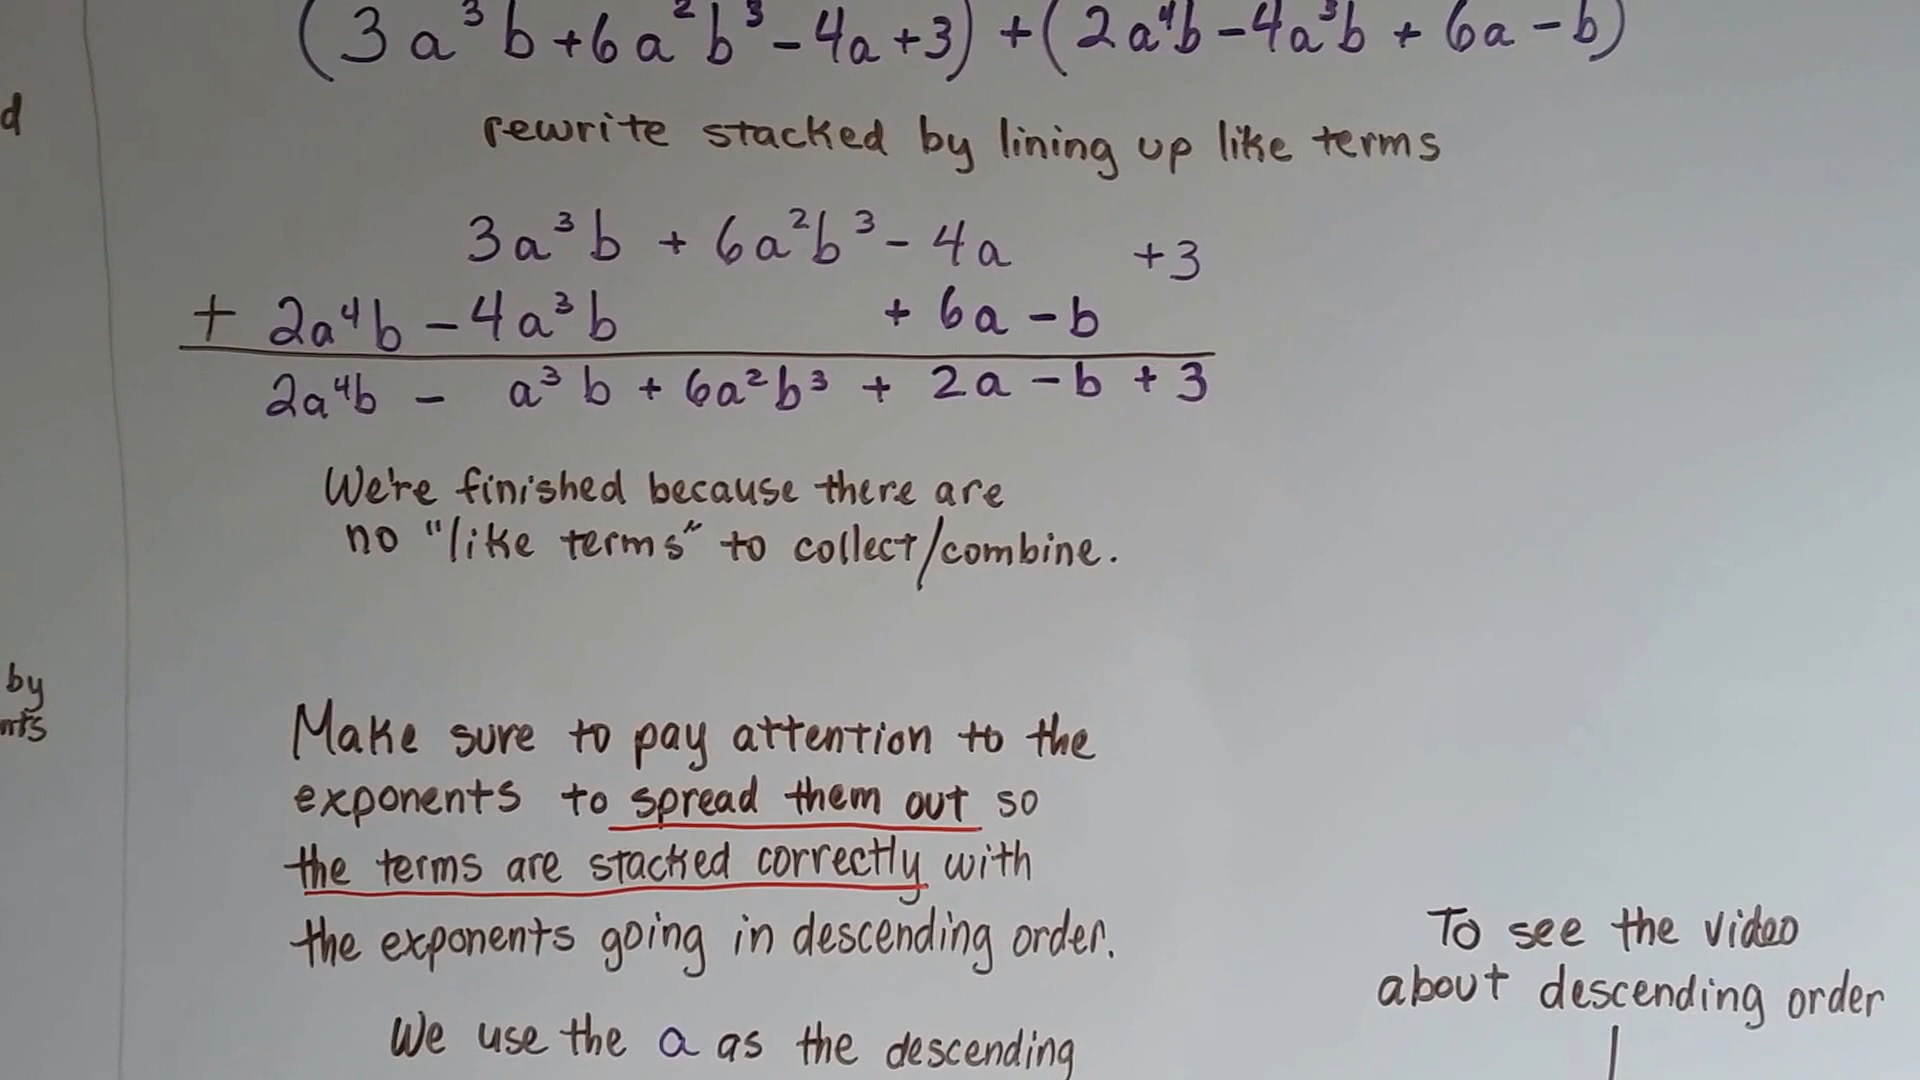 (3a³b+6a²b³-4a+3)+(2a⁴b-4a³b+6a-b)
d
rewrite stacked by lining up like terms
3a³b + 6a²b³ - 4a +3
+ 2a⁴b - 4a³b + 6a - b
2a⁴b - a³b + 6a²b³ + 2a - b + 3
We're finished because there are
no "like terms" to collect/combine.
by
nts
Make sure to pay attention to the
exponents to spread them out so
the terms are stacked correctly with
the exponents going in descending order.
To see the video
about descending order
We use the a as the descending